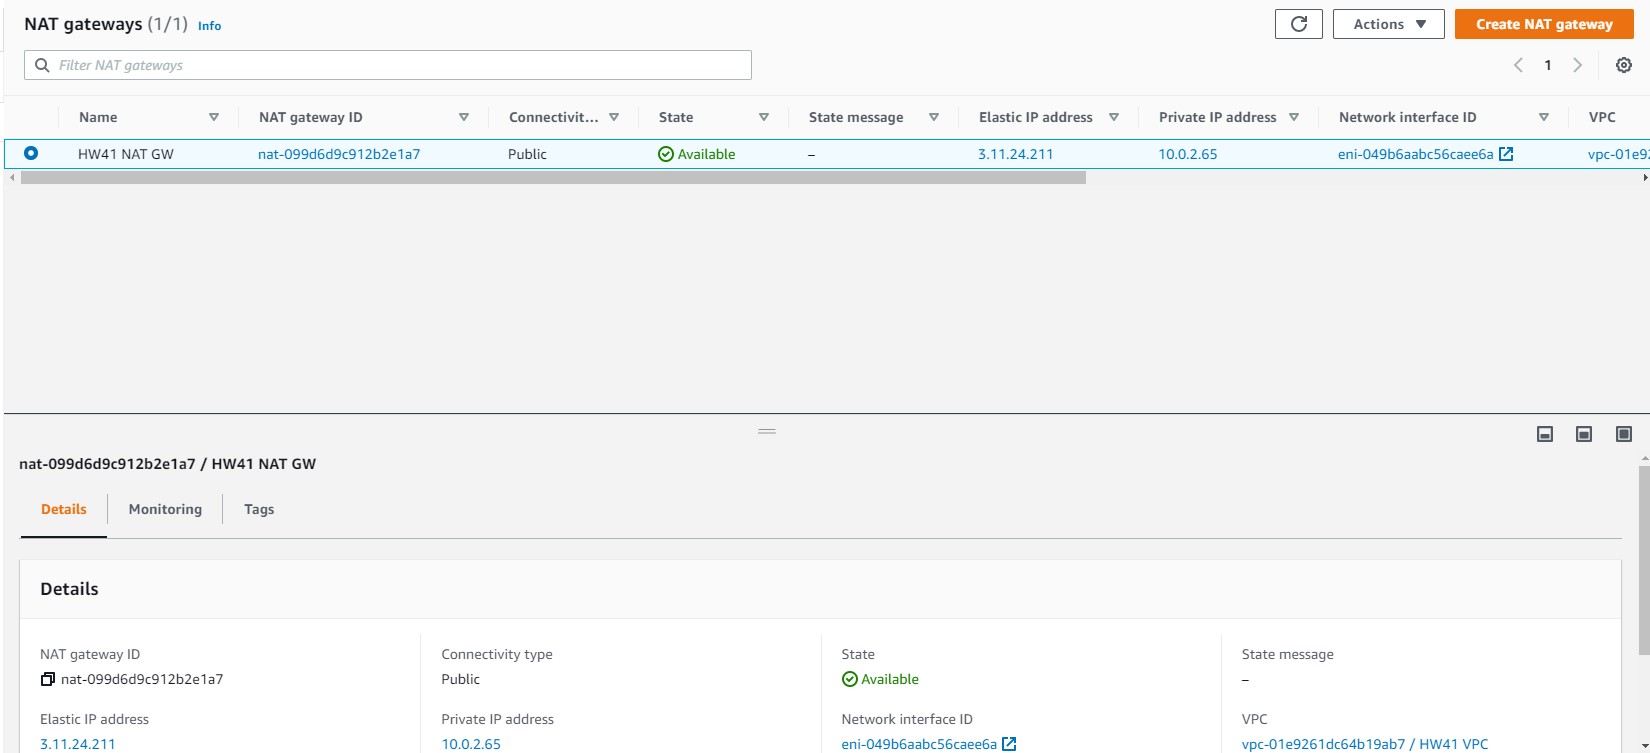 NAT gateways (1/1) Info
Actions
Create NAT gateway
Filter NAT gateways
1
Name NAT gateway ID Connectivit... State State message Elastic IP address Private IP address Network interface ID VPC
HW41 NAT GW nat-099d6d9c912b2e1a7 Public Available – 3.11.24.211 10.0.2.65 eni-049b6aabc56caee6a
nat-099d6d9c912b2e1a7 / HW41 NAT GW
Details Monitoring Tags
Details
NAT gateway ID Connectivity type State State message
nat-099d6d9c912b2e1a7 Public Available –
Elastic IP address Private IP address Network interface ID VPC
3.11.24.211 10.0.2.65 eni-049b6aabc56caee6a vpc-01e9261dc64b19ab7 / HW41 VPC